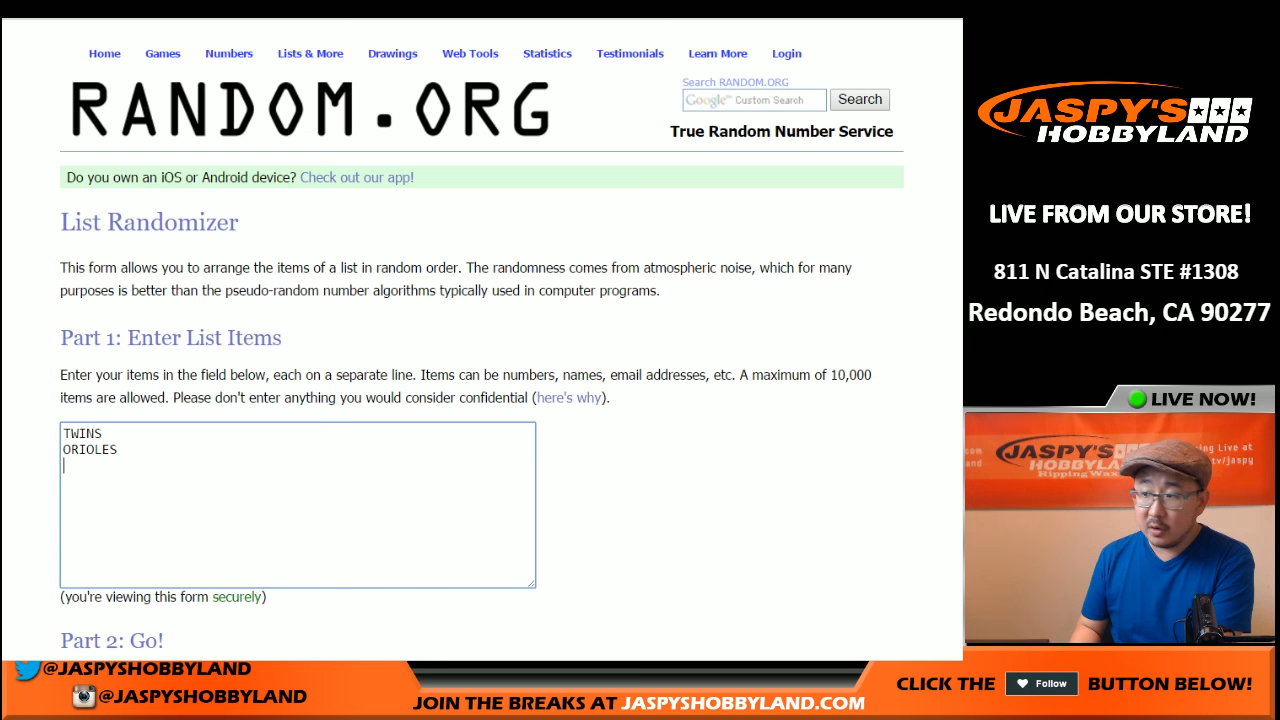 Home Games Numbers Lists & More Drawings Web Tools Statistics Testimonials Learn More Login
RANDOM.ORG
Search RANDOM.ORG
Google™ Custom Search Search
True Random Number Service
Do you own an iOS or Android device? Check out our app!
List Randomizer
This form allows you to arrange the items of a list in random order. The randomness comes from atmospheric noise, which for many
purposes is better than the pseudo-random number algorithms typically used in computer programs.
Part 1: Enter List Items
Enter your items in the field below, each on a separate line. Items can be numbers, names, email addresses, etc. A maximum of 10,000
items are allowed. Please don't enter anything you would consider confidential (here's why).
TWINS
ORIOLES
(you're viewing this form securely)
Part 2: Go!
JASPY'S
HOBBYLAND
LIVE FROM OUR STORE!
811 N Catalina STE #1308
Redondo Beach, CA 90277
LIVE NOW!
JASPY'S
HOBBYLAND
Ripping Wax
ing Live at
tv/jaspy
@JASPYSHOBBYLAND
@JASPYSHOBBYLAND
JOIN THE BREAKS AT JASPYSHOBBYLAND.COM
CLICK THE Follow BUTTON BELOW!